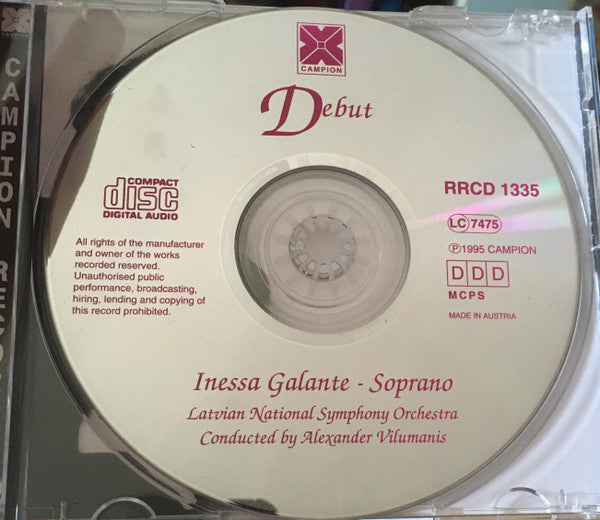 CAMPION
Debut
COMPACT
disc
DIGITAL AUDIO
RRCD 1335
LC 7475
All rights of the manufacturer
and owner of the works
recorded reserved.
Unauthorised public
performance, broadcasting,
hiring, lending and copying of
this record prohibited.
℗1995 CAMPION
DDD
MCPS
MADE IN AUSTRIA
Inessa Galante - Soprano
Latvian National Symphony Orchestra
Conducted by Alexander Vilumanis
CAMPION